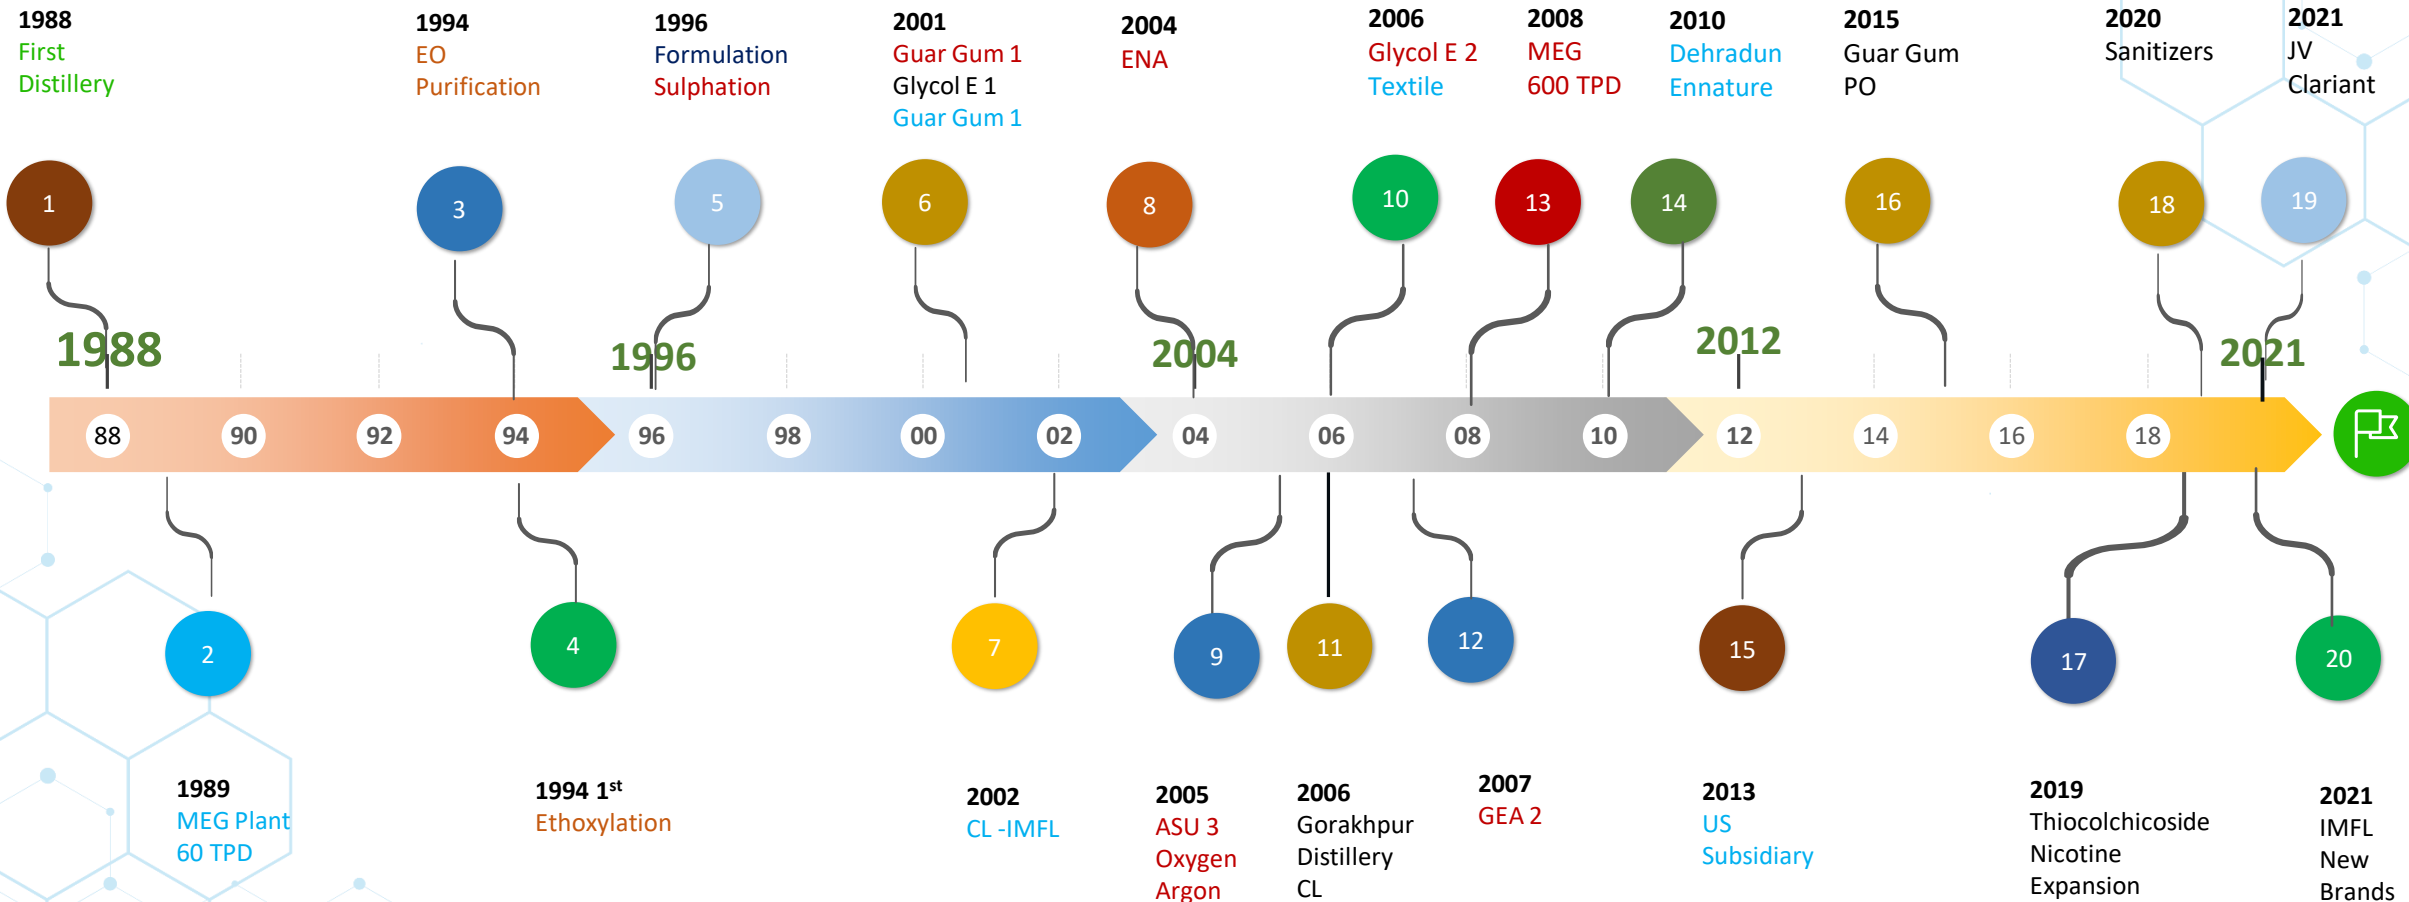 1988
First
Distillery
1994
EO
Purification
1996
Formulation
Sulphation
2001
Guar Gum 1
Glycol E 1
Guar Gum 1
2004
ENA
2006
Glycol E 2
Textile
2008
MEG
600 TPD
2010
Dehradun
Ennature
2015
Guar Gum
PO
2020
Sanitizers
2021
JV
Clariant
1
3
5
6
8
10
13
14
16
18
19
1988
1996
2004
2012
2021
88
90
92
94
96
98
00
02
04
06
08
10
12
14
16
18
2
4
7
9
11
12
15
17
20
1989
MEG Plant
60 TPD
1994 1st
Ethoxylation
2002
CL -IMFL
2005
ASU 3
Oxygen
Argon
2006
Gorakhpur
Distillery
CL
2007
GEA 2
2013
US
Subsidiary
2019
Thiocolchicoside
Nicotine
Expansion
2021
IMFL
New
Brands